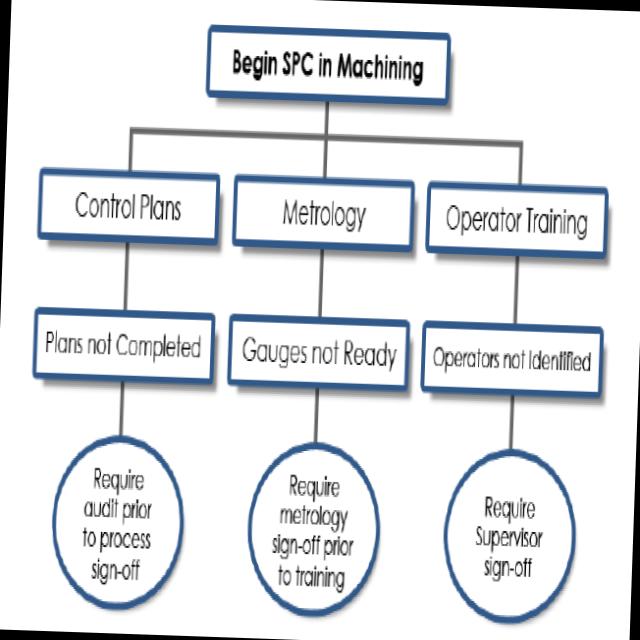 Begin SPC in Machining
Control Plans
Metrology
Operator Training
Plans not Completed
Gauges not Ready
Operators not Identified
Require
audit prior
to process
sign-off
Require
metrology
sign-off prior
to training
Require
Supervisor
sign-off